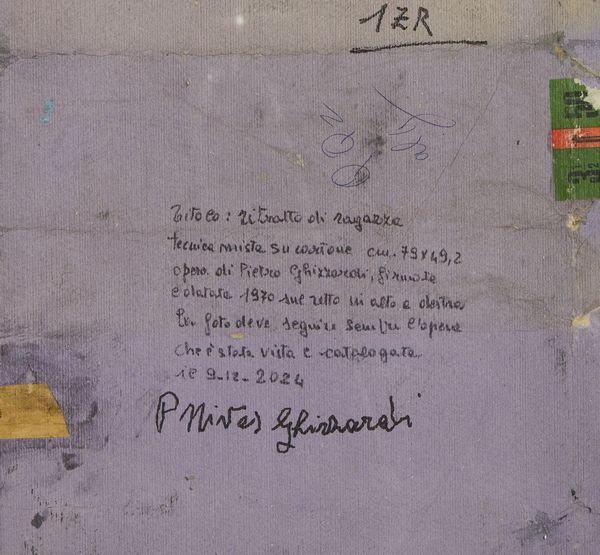 1ZR
Titolo: ritratto di ragazza
tecnica mista su cartone cm. 79x49,2
opera di Pietro Ghizzardi, firmata
e datata 1970 sul retto in alto a destra
La foto deve seguire sempre l'opera
che è stata vista e catalogata
il 9-12-2024
P Nives Ghizzardi